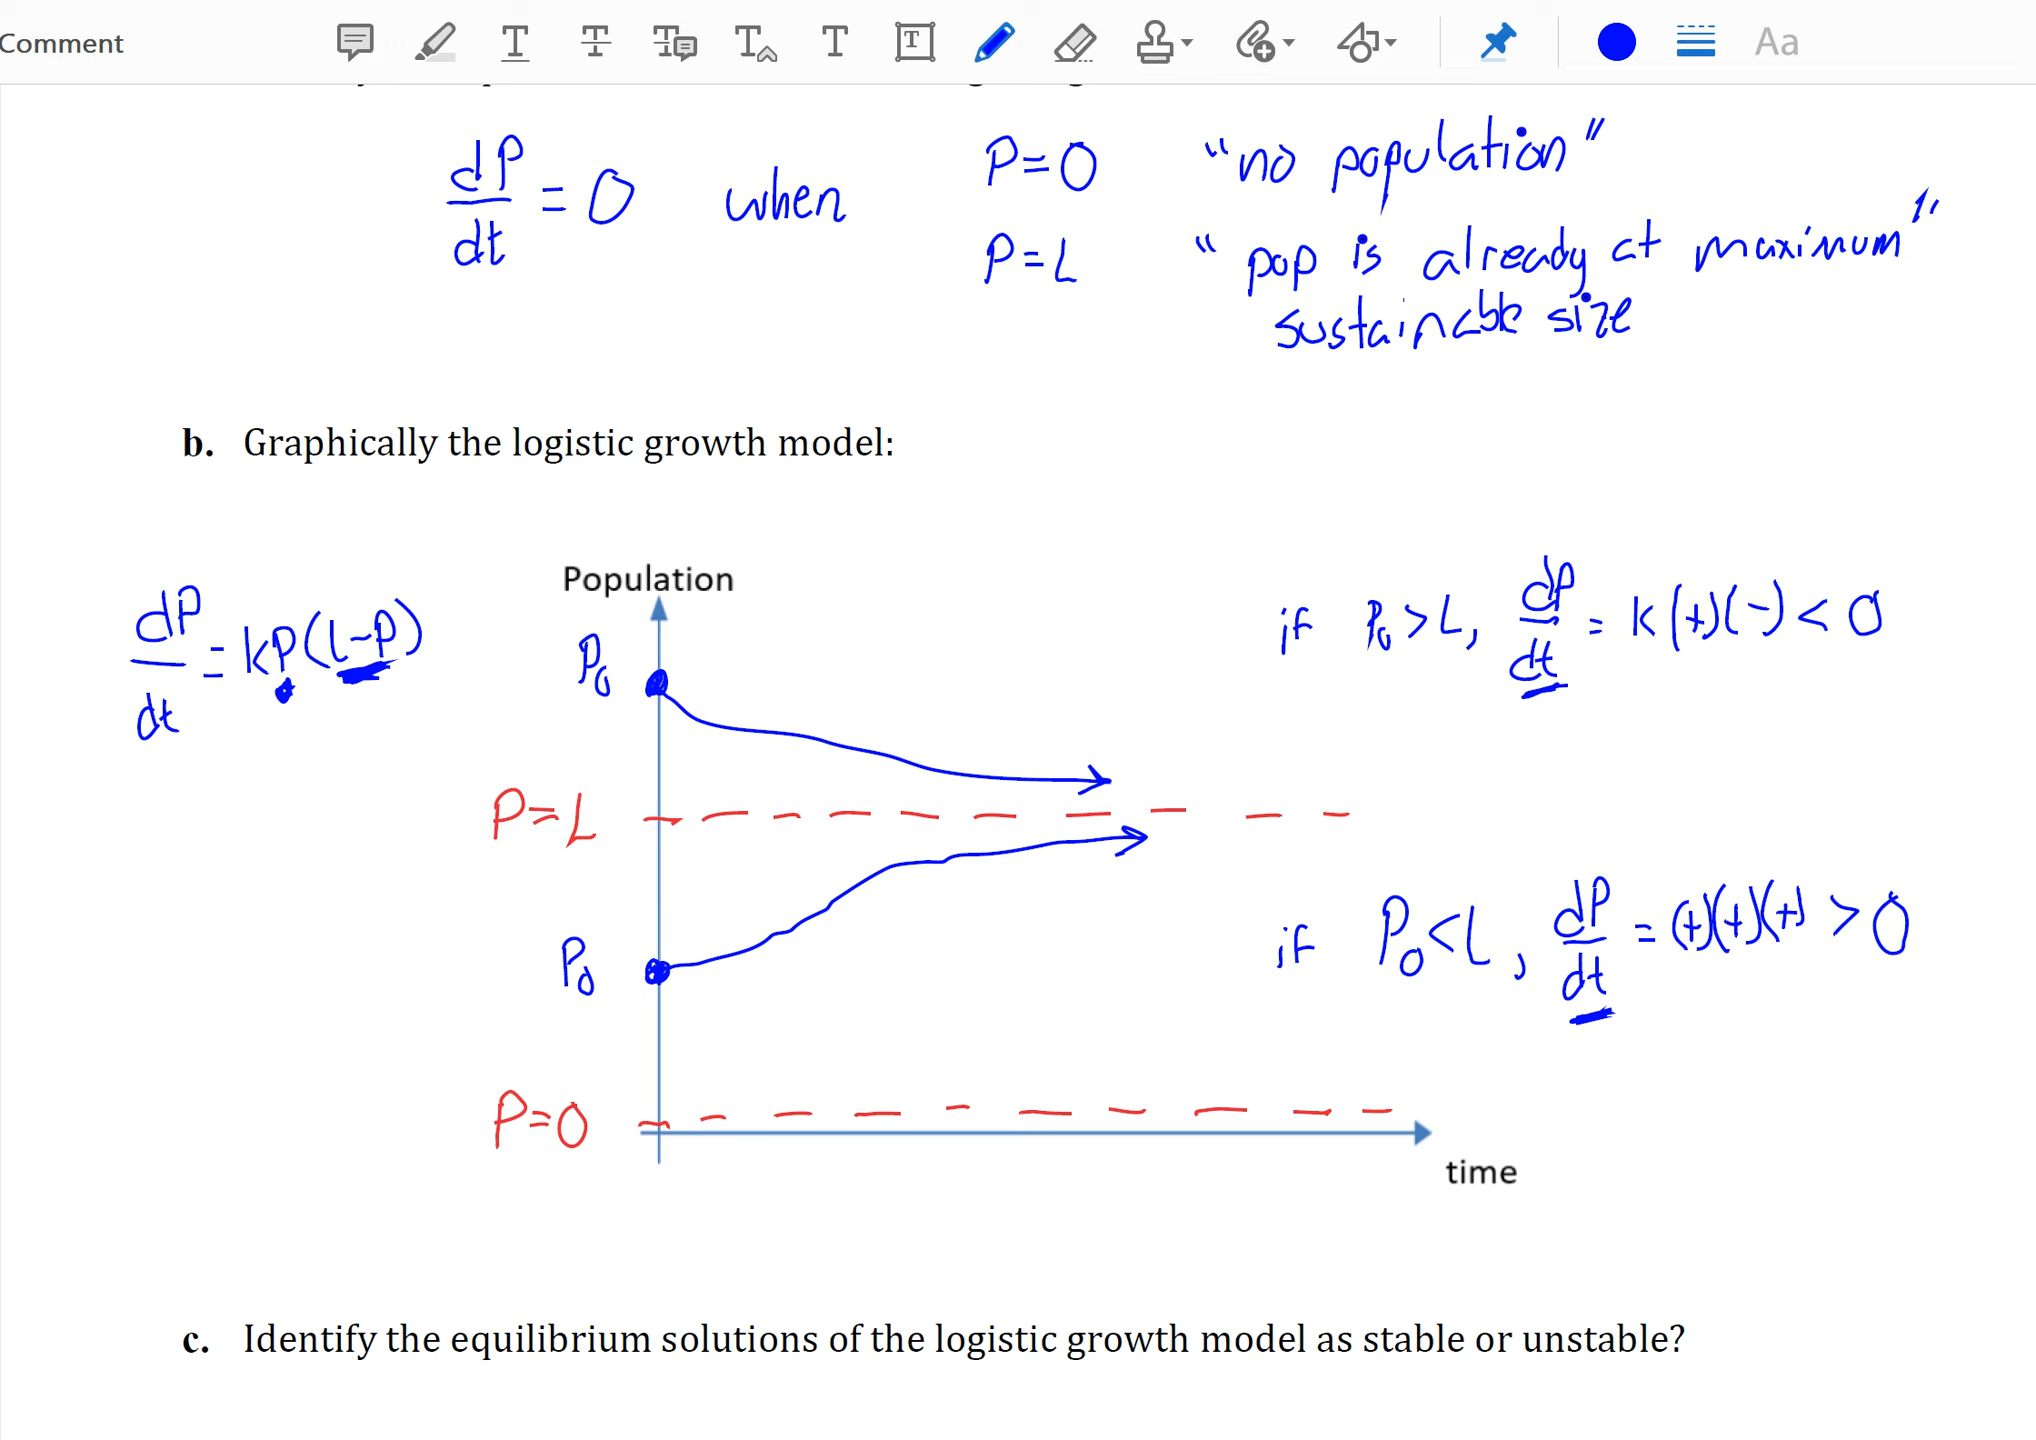 Comment
Aa
dP/dt = 0 when P=0 "no population"
P=L "pop is already at maximum"
sustainable size
b. Graphically the logistic growth model:
Population
dP/dt = kP(L-P)
P₀
if P₀ > L, dP/dt = k(+)(-) < 0
P=L
P₀
if P₀ < L, dP/dt = (+)(+)(+) > 0
P=0
time
c. Identify the equilibrium solutions of the logistic growth model as stable or unstable?